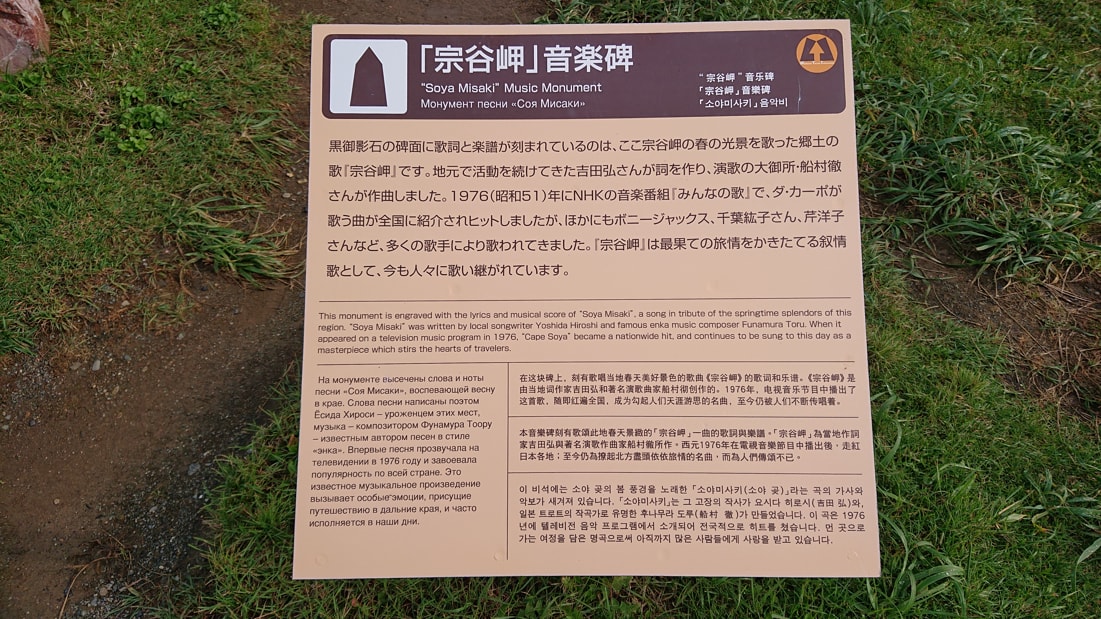 「宗谷岬」音楽碑
"Soya Misaki" Music Monument
Монумент песни «Соя Мисаки»
"宗谷岬"音乐碑
「宗谷岬」音樂碑
「소야미사키」음악비
黒御影石の碑面に歌詞と楽譜が刻まれているのは、ここ宗谷岬の春の光景を歌った郷土の
歌『宗谷岬』です。地元で活動を続けてきた吉田弘さんが詞を作り、演歌の大御所・船村徹
さんが作曲しました。1976(昭和51)年にNHKの音楽番組『みんなの歌』で、ダ・カーポが
歌う曲が全国に紹介されヒットしましたが、ほかにもボニージャックス、千葉紘子さん、芹洋子
さんなど、多くの歌手により歌われてきました。『宗谷岬』は最果ての旅情をかきたてる叙情
歌として、今も人々に歌い継がれています。
This monument is engraved with the lyrics and musical score of "Soya Misaki", a song in tribute of the springtime splendors of this
region. "Soya Misaki" was written by local songwriter Yoshida Hiroshi and famous enka music composer Funamura Toru. When it
appeared on a television music program in 1976, "Cape Soya" became a nationwide hit, and continues to be sung to this day as a
masterpiece which stirs the hearts of travelers.
На монументе высечены слова и ноты
песни «Соя Мисаки», воспевающей весну
в крае. Слова песни написаны поэтом
Ёсида Хироси – уроженцем этих мест,
музыка – композитором Фунамура Тоору
– известным автором песен в стиле
«энка». Впервые песня прозвучала на
телевидении в 1976 году и завоевала
популярность по всей стране. Это
известное музыкальное произведение
вызывает особые эмоции, присущие
путешествию в дальние края, и часто
исполняется в наши дни.
在这块碑上，刻有歌唱当地春天美好景色的歌曲《宗谷岬》的歌词和乐谱。《宗谷岬》是
由当地词作家吉田弘和著名演歌曲家船村彻创作的。1976年，电视音乐节目中播出了
这首歌，随即红遍全国，成为勾起人们天涯游思的名曲，至今仍被人们不断传唱着。
本音樂碑刻有歌頌此地春天景緻的「宗谷岬」一曲的歌詞與樂譜。「宗谷岬」為當地作詞
家吉田弘與著名演歌作曲家船村徹所作。西元1976年在電視音樂節目中播出後，走紅
日本各地；至今仍為撩起北方盡頭依依旅情的名曲，而為人們傳頌不已。
이 비석에는 소야 곶의 봄 풍경을 노래한 「소야미사키(소야 곶)」라는 곡의 가사와
악보가 새겨져 있습니다. 「소야미사키」는 그 고장의 작사가 요시다 히로시(吉田 弘)와,
일본 트로트의 작곡가로 유명한 후나무라 도루(船村 徹)가 만들었습니다. 이 곡은 1976
년에 텔레비전 음악 프로그램에서 소개되어 전국적으로 히트를 쳤습니다. 먼 곳으로
가는 여정을 담은 명곡으로써 아직까지 많은 사람들에게 사랑을 받고 있습니다.